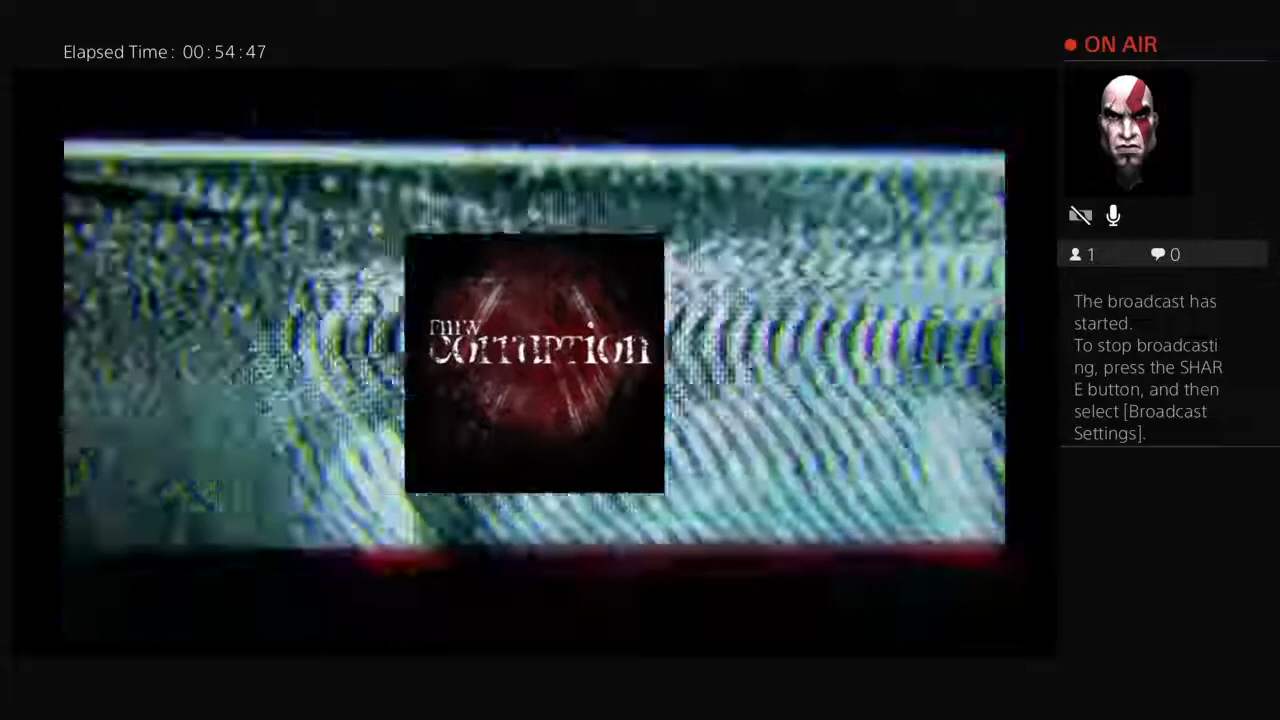 Elapsed Time: 00:54:47
ON AIR
1
0
The broadcast has
started.
To stop broadcasti
ng, press the SHAR
E button, and then
select [Broadcast
Settings].
corruption